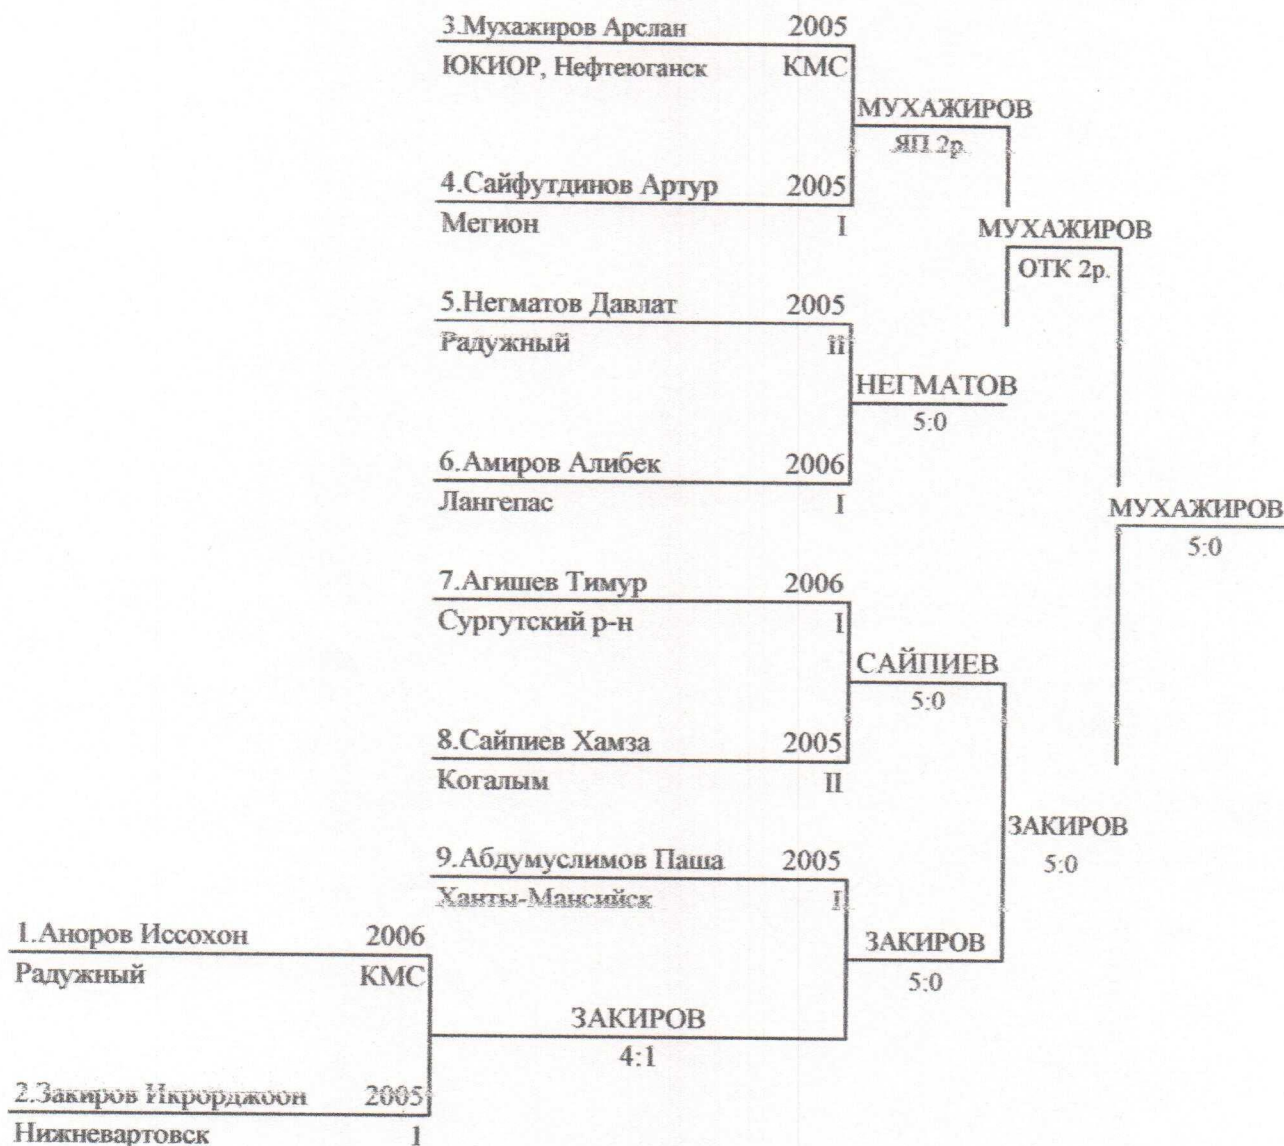 3.Мухажиров Арслан 2005
ЮКИОР, Нефтеюганск КМС
МУХАЖИРОВ
ЯП 2р.
4.Сайфутдинов Артур 2005
Мегион I
МУХАЖИРОВ
ОТК 2р.
5.Негматов Давлат 2005
Радужный II
НЕГМАТОВ
5:0
6.Амиров Алибек 2006
Лангепас I
МУХАЖИРОВ
5:0
7.Агишев Тимур 2006
Сургутский р-н I
САЙПИЕВ
5:0
8.Сайпиев Хамза 2005
Когалым II
ЗАКИРОВ
5:0
9.Абдумуслимов Паша 2005
Ханты-Мансийск I
1.Аноров Иссохон 2006
Радужный КМС
ЗАКИРОВ
5:0
ЗАКИРОВ
4:1
2.Закиров Икрорджоон 2005
Нижневартовск 1